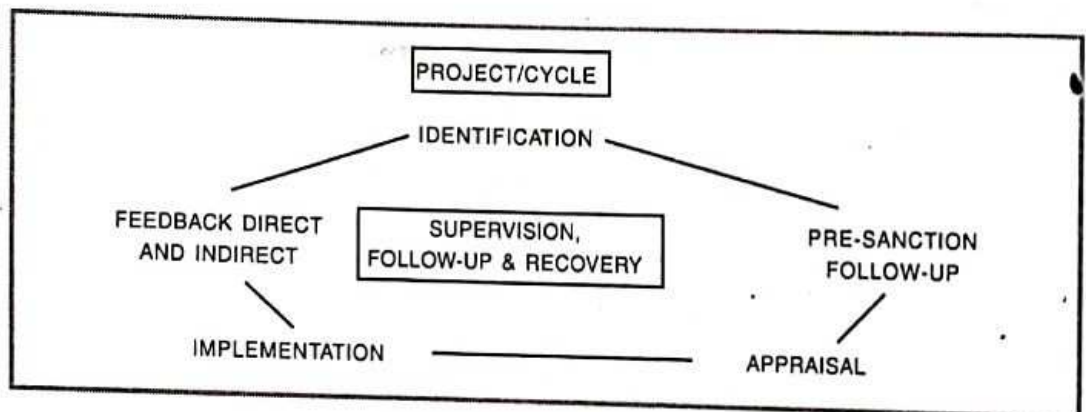 PROJECT/CYCLE
IDENTIFICATION
FEEDBACK DIRECT
AND INDIRECT
SUPERVISION,
FOLLOW-UP & RECOVERY
PRE-SANCTION
FOLLOW-UP
IMPLEMENTATION
APPRAISAL